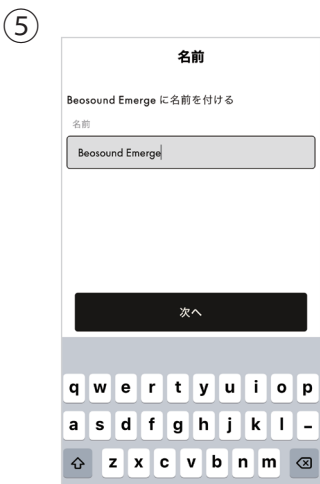 ⑤
名前
Beosound Emerge に名前を付ける
名前
Beosound Emerge
次へ
q w e r t y u i o p
a s d f g h j k l -
z x c v b n m